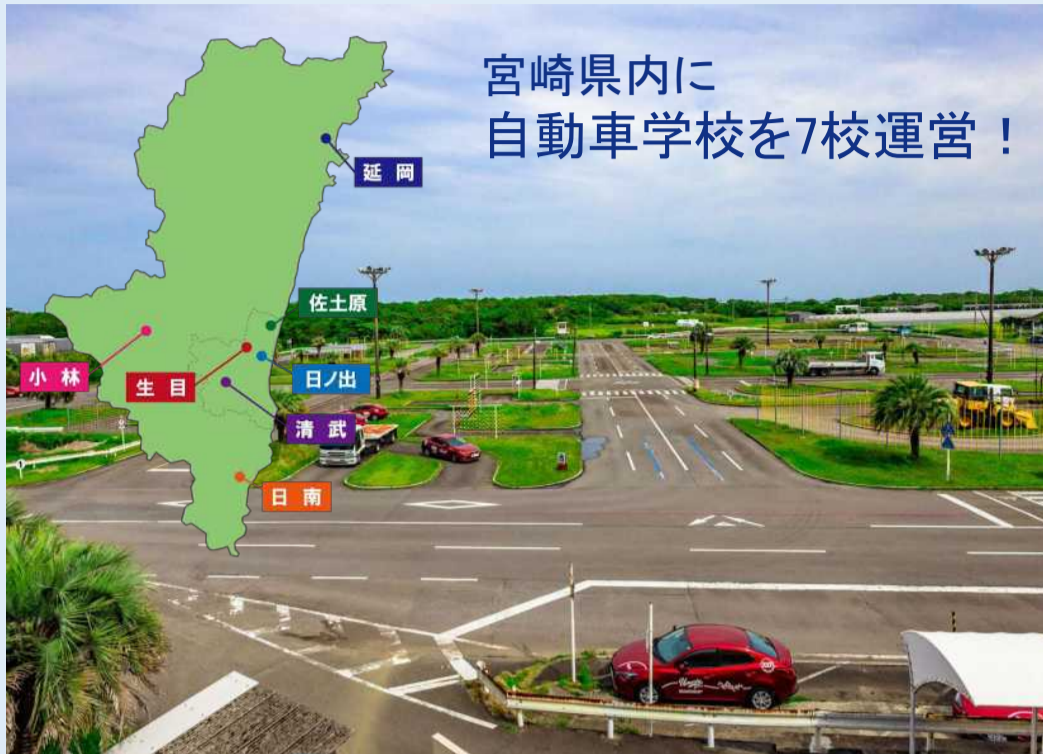 宮崎県内に
自動車学校を7校運営！
延岡
佐土原
小林
生目
日ノ出
清武
日南